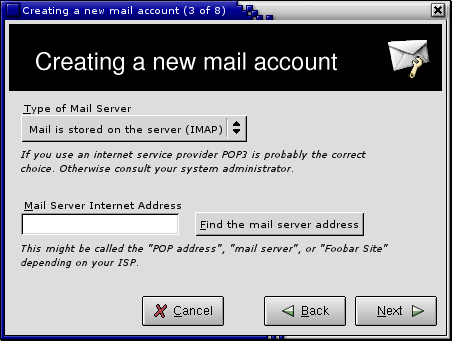 Creating a new mail account (3 of 8)
Creating a new mail account
Type of Mail Server
Mail is stored on the server (IMAP)
If you use an internet service provider POP3 is probably the correct
choice. Otherwise consult your system administrator.
Mail Server Internet Address
Find the mail server address
This might be called the "POP address", "mail server", or "Foobar Site"
depending on your ISP.
Cancel
Back
Next